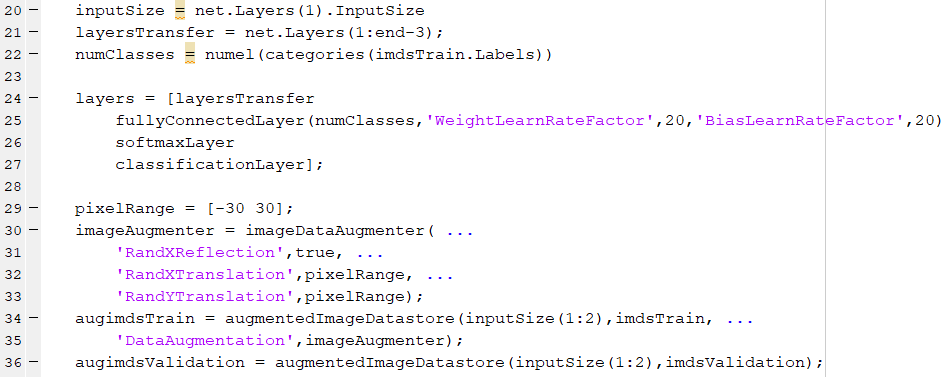 20 — inputSize = net.Layers(1).InputSize
21 — layersTransfer = net.Layers(1:end-3);
22 — numClasses = numel(categories(imdsTrain.Labels))
23
24 — layers = [layersTransfer
25 fullyConnectedLayer(numClasses,'WeightLearnRateFactor',20,'BiasLearnRateFactor',20)
26 softmaxLayer
27 classificationLayer];
28
29 — pixelRange = [-30 30];
30 — imageAugmenter = imageDataAugmenter( ...
31 'RandXReflection',true, ...
32 'RandXTranslation',pixelRange, ...
33 'RandYTranslation',pixelRange);
34 — augimdsTrain = augmentedImageDatastore(inputSize(1:2),imdsTrain, ...
35 'DataAugmentation',imageAugmenter);
36 — augimdsValidation = augmentedImageDatastore(inputSize(1:2),imdsValidation);